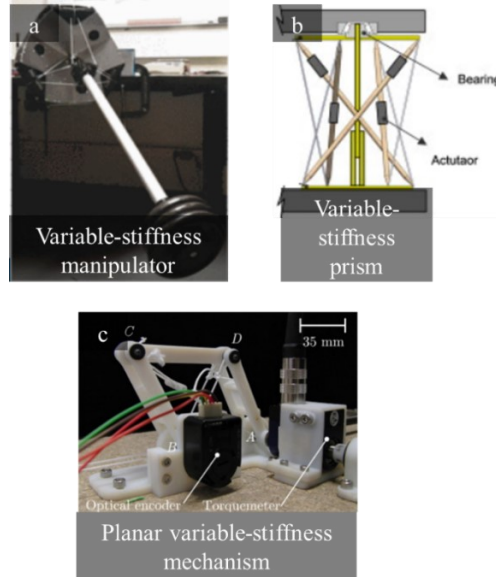 a
Variable-stiffness
manipulator
b
Bearing
Actutaor
Variable-
stiffness
prism
c
C
D
35 mm
B
A
Optical encoder
Torquemeter
Planar variable-stiffness
mechanism